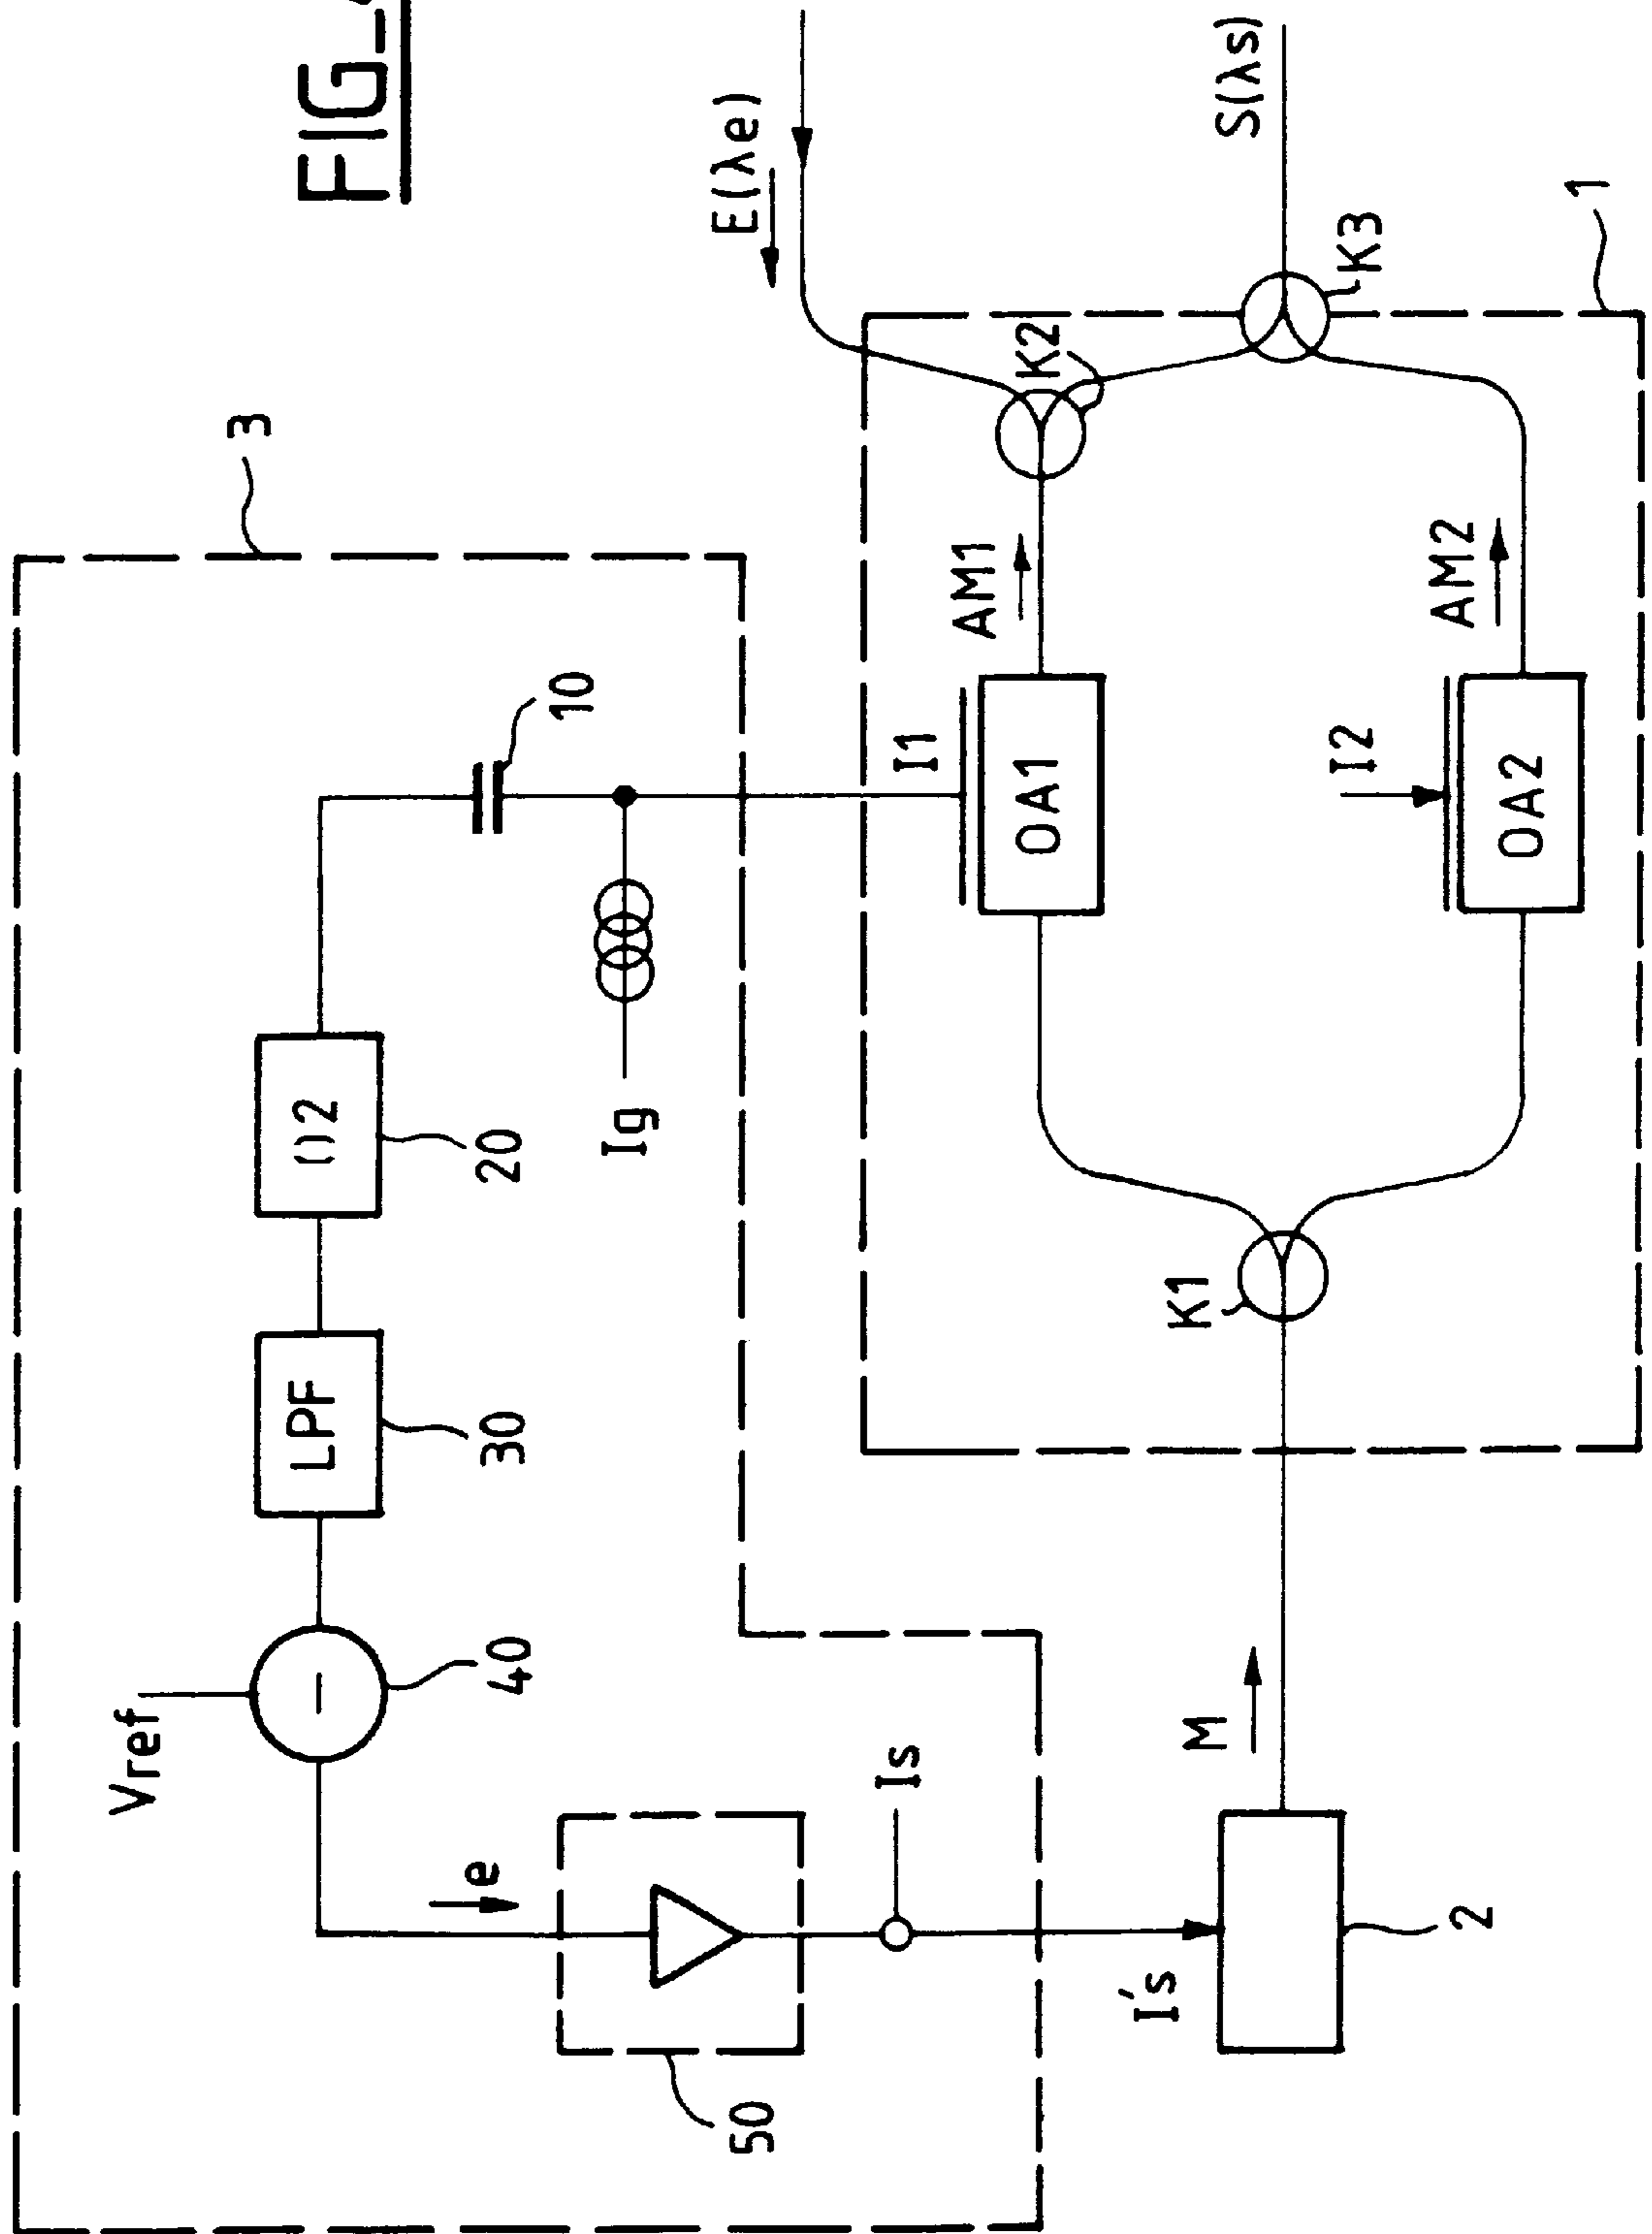 FIG_
3
Vref
40
LPF
30
()2
20
10
Ig
e
50
Is
I's
2
M
E(λe)
K2
AM1
I1
OA1
K1
S(λs)
K3
1
AM2
I2
OA2